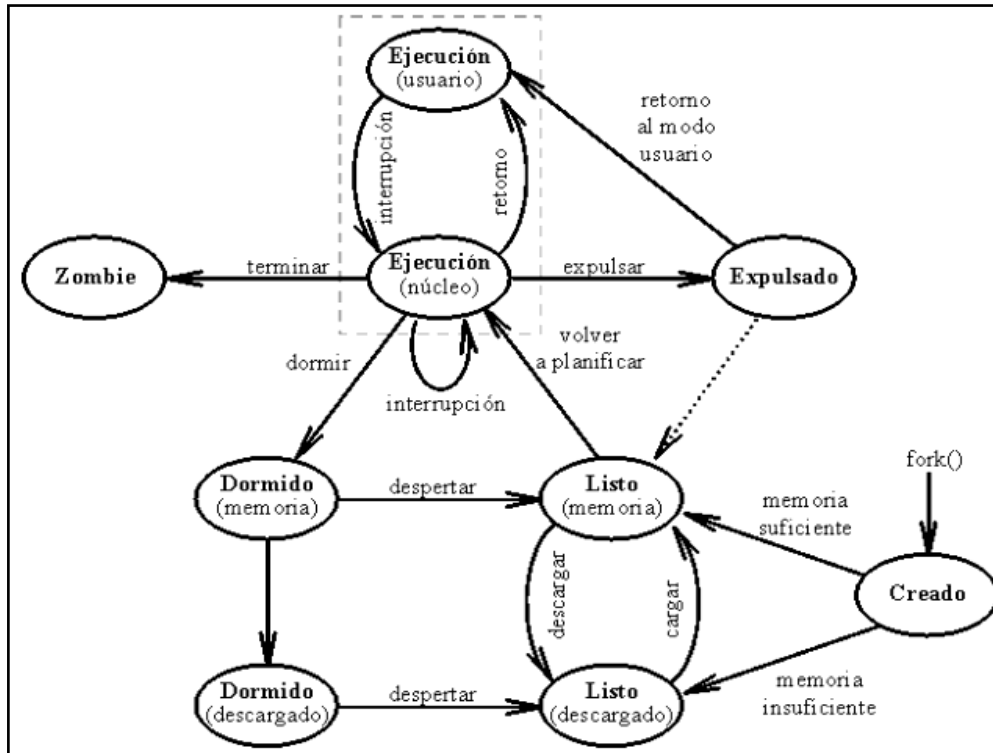 Ejecución
(usuario)
retorno
al modo
usuario
interrupción
retorno
Zombie
terminar
Ejecución
(núcleo)
expulsar
Expulsado
dormir
volver
a planificar
interrupción
fork()
Dormido
(memoria)
despertar
Listo
(memoria)
memoria
suficiente
descargar
cargar
Creado
Dormido
(descargado)
despertar
Listo
(descargado)
memoria
insuficiente